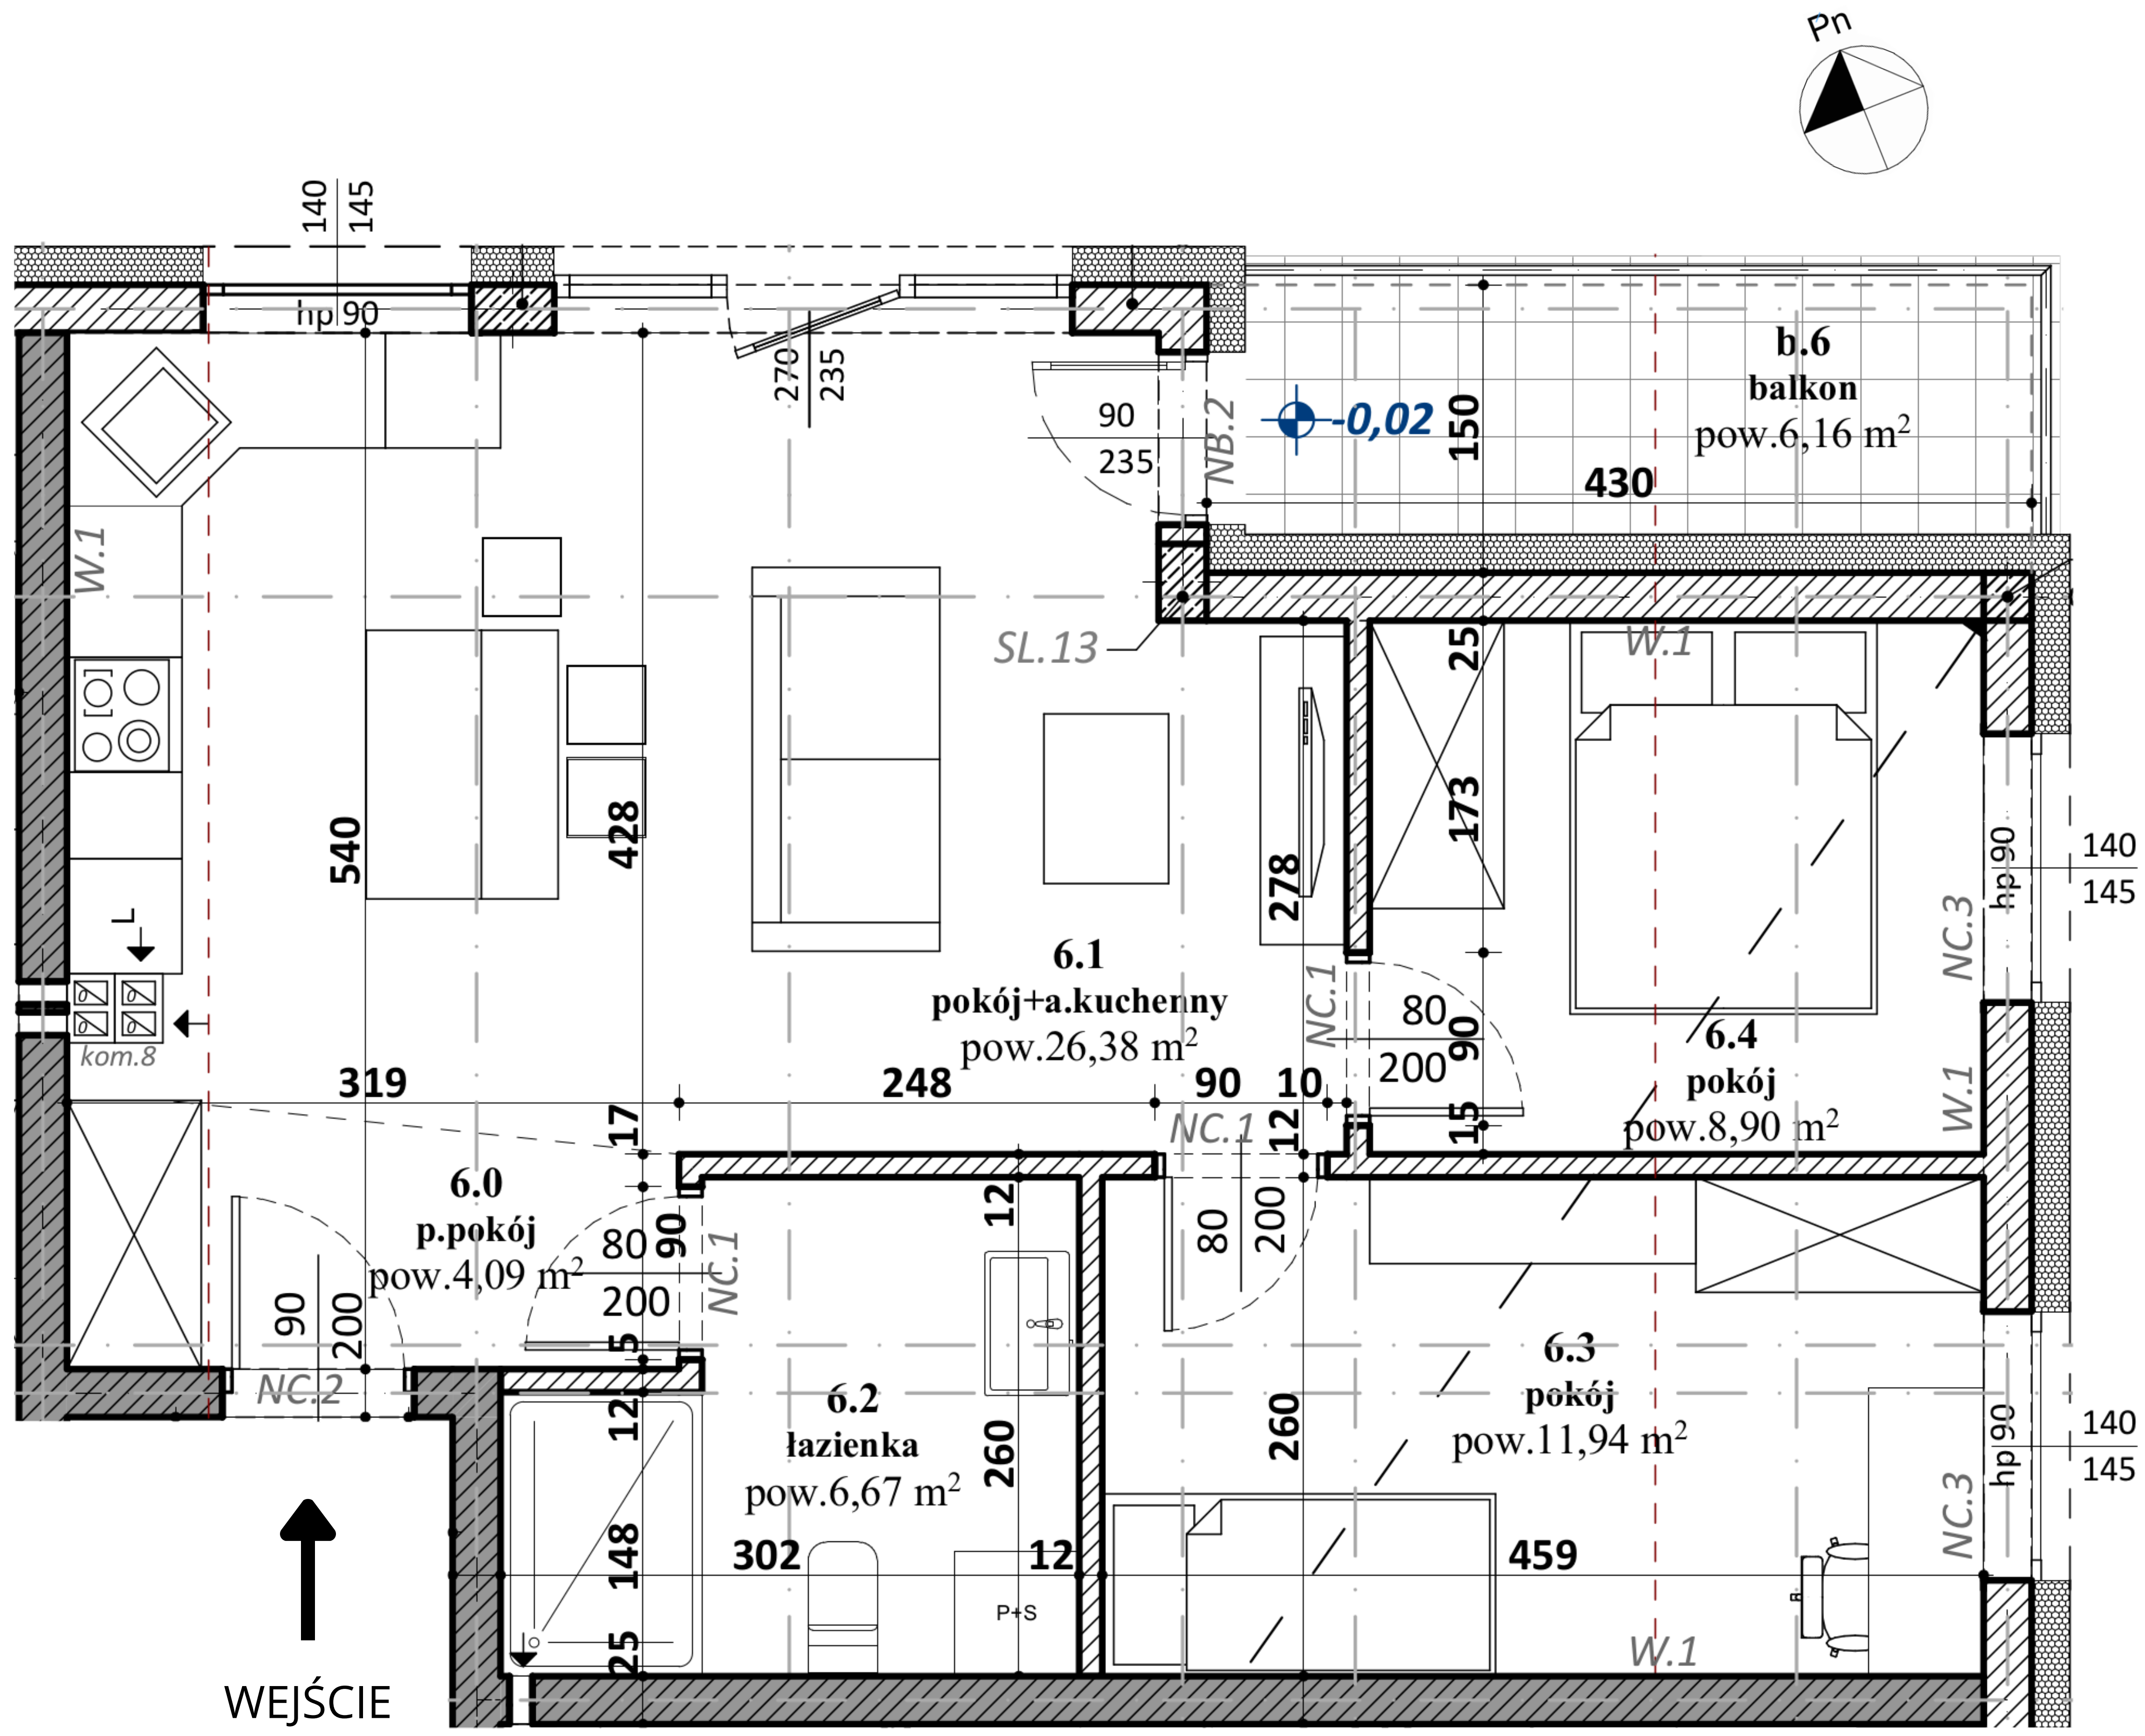 Pn
140
145
hp 90
270
235
90
235
NB.2
-0,02
150
b.6
balkon
pow.6,16 m²
430
W.1
SL.13
25
W.1
540
428
278
173
hp 90
140
145
NC.3
L
6.1
pokój+a.kuchenny
pow.26,38 m²
NC.1
80
200
90
6.4
pokój
pow.8,90 m²
W.1
kom.8
319
248
90
10
17
NC.1
12
15
6.0
p.pokój
pow.4,09 m²
80
200
90
NC.1
12
80
200
90
200
NC.2
5
12
6.2
łazienka
pow.6,67 m²
260
260
6.3
pokój
pow.11,94 m²
hp 90
140
145
NC.3
148
302
12
459
25
P+S
W.1
WEJŚCIE